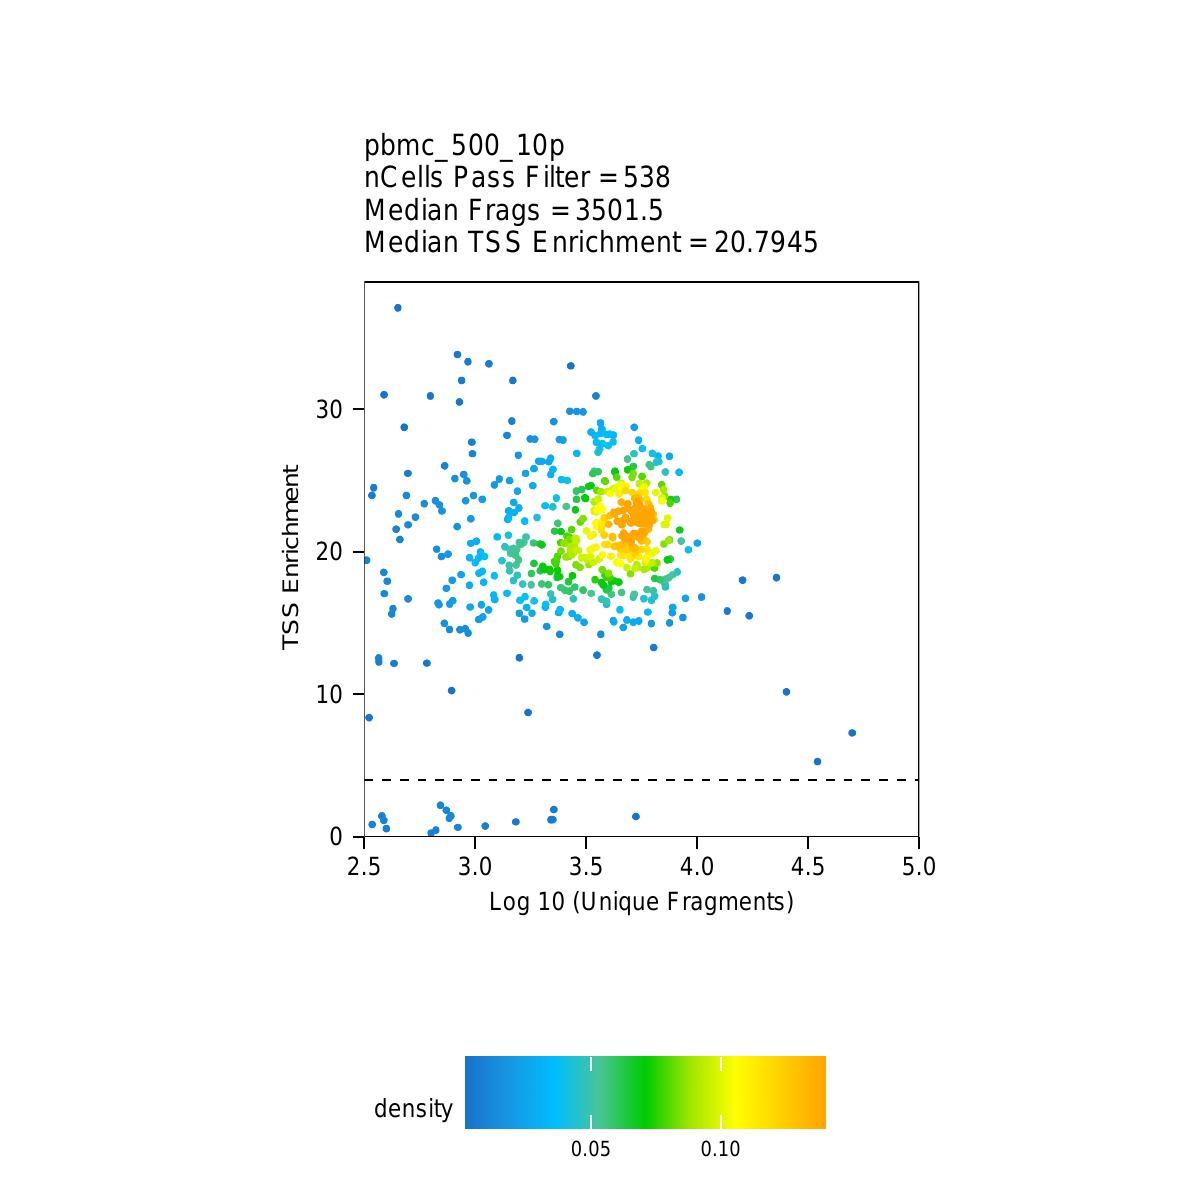 pbmc_500_10p
nCells Pass Filter = 538
Median Frags = 3501.5
Median TSS Enrichment = 20.7945
30
20
10
0
TSS Enrichment
2.5 3.0 3.5 4.0 4.5 5.0
Log 10 (Unique Fragments)
density
0.05 0.10